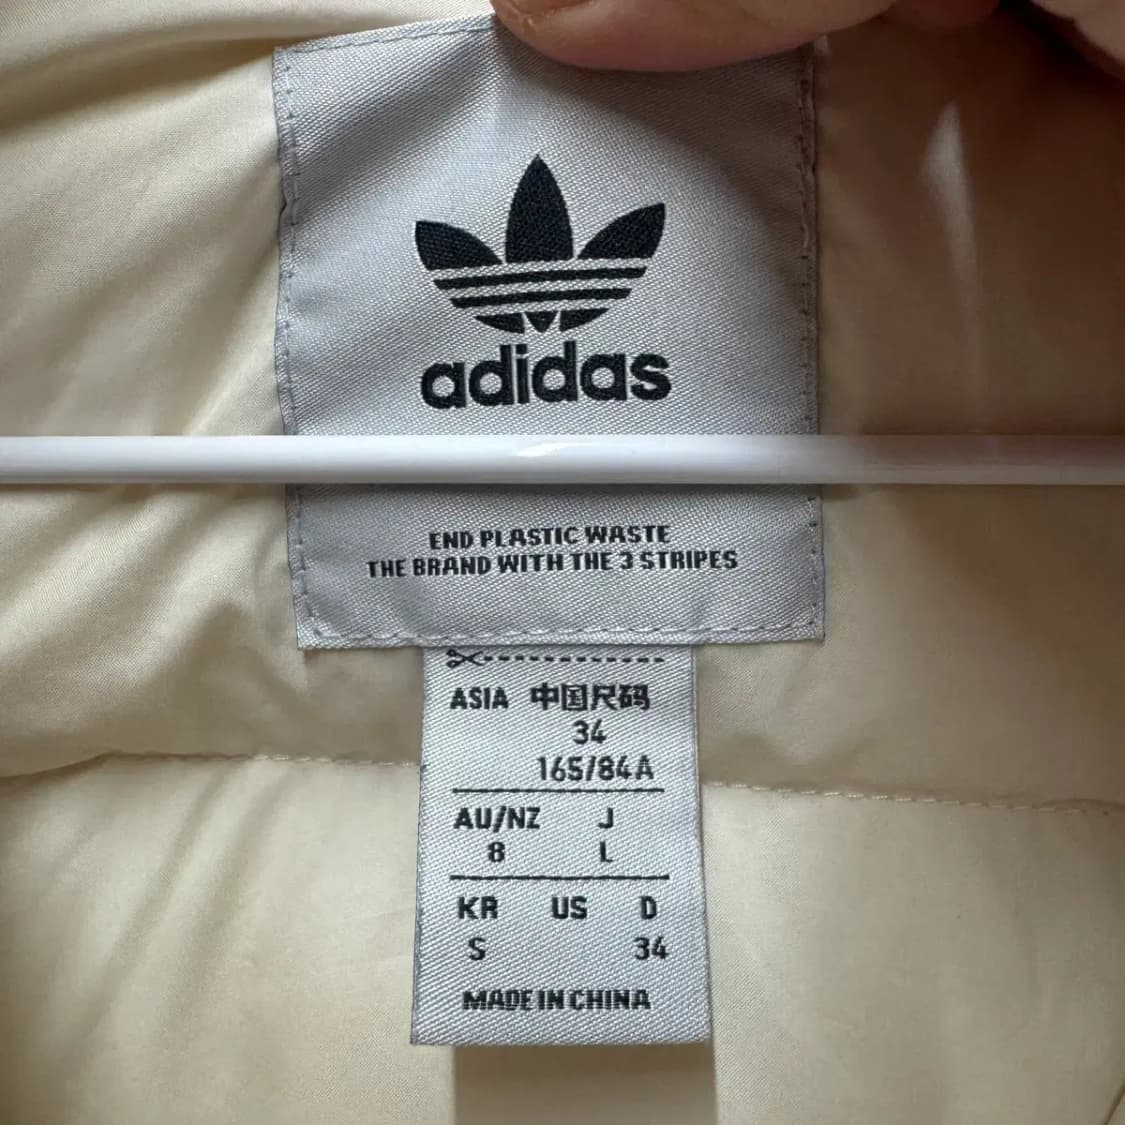 adidas
END PLASTIC WASTE
THE BRAND WITH THE 3 STRIPES
ASIA 中国尺码
34
165/84A
AU/NZ J
8 L
KR US D
S 34
MADE IN CHINA